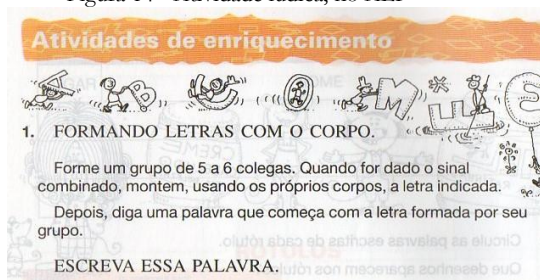 Atividades de enriquecimento
1. FORMANDO LETRAS COM O CORPO.
Forme um grupo de 5 a 6 colegas. Quando for dado o sinal
combinado, montem, usando os próprios corpos, a letra indicada.
Depois, diga uma palavra que começa com a letra formada por seu
grupo.
ESCREVA ESSA PALAVRA.